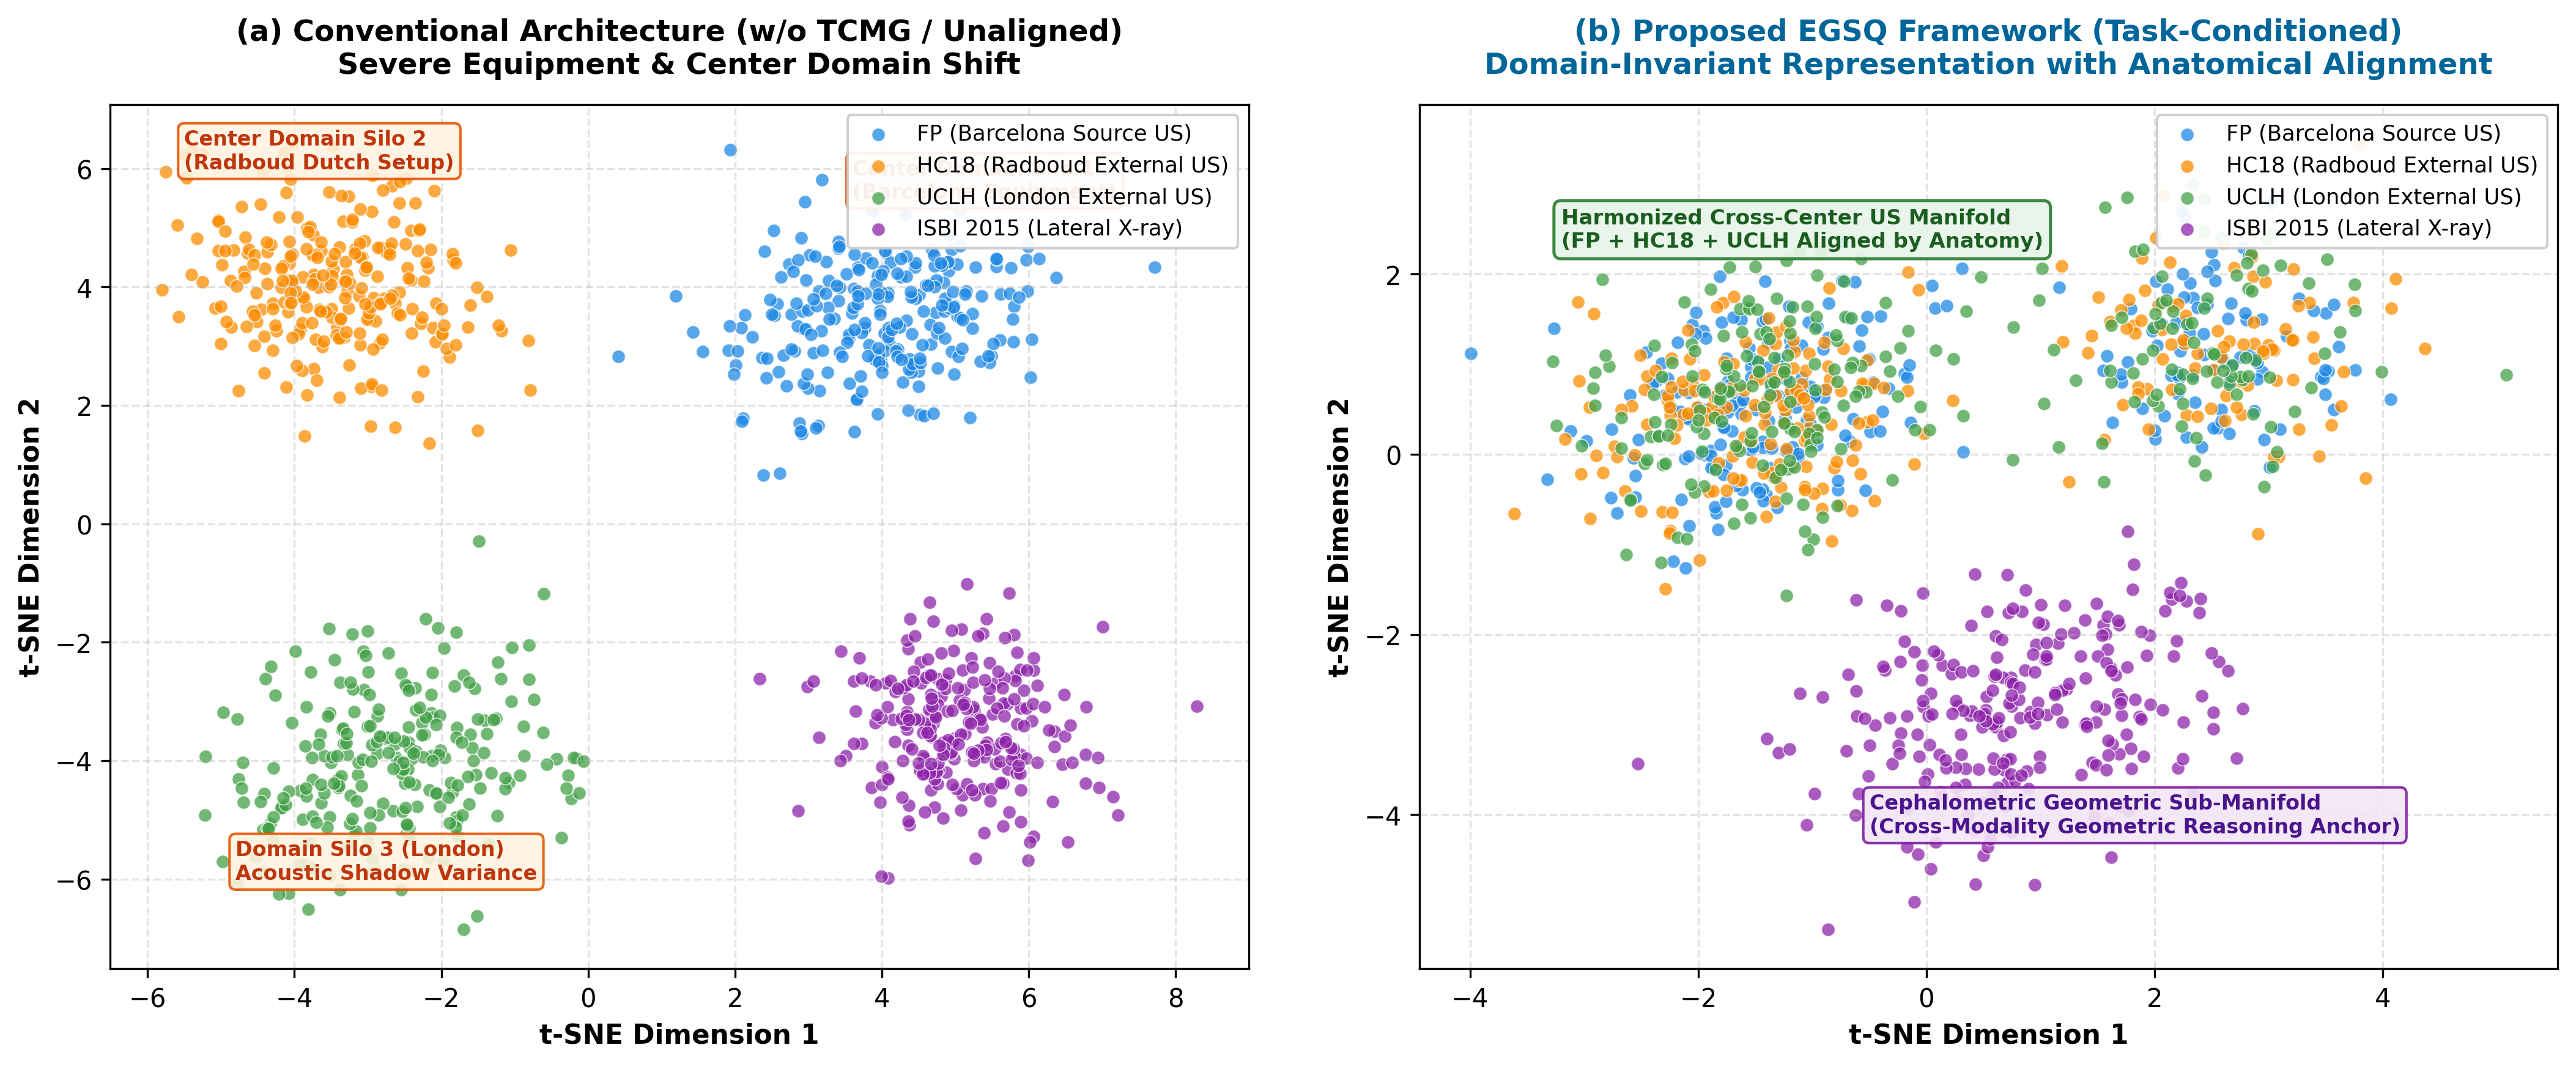 (a) Conventional Architecture (w/o TCMG / Unaligned)
Severe Equipment & Center Domain Shift
t-SNE Dimension 2
6
4
2
0
−2
−4
−6
Center Domain Silo 2
(Radboud Dutch Setup)
FP (Barcelona Source US)
HC18 (Radboud External US)
UCLH (London External US)
ISBI 2015 (Lateral X-ray)
Domain Silo 3 (London)
Acoustic Shadow Variance
−6
−4
−2
0
2
4
6
8
t-SNE Dimension 1
(b) Proposed EGSQ Framework (Task-Conditioned)
Domain-Invariant Representation with Anatomical Alignment
t-SNE Dimension 2
2
0
−2
−4
Harmonized Cross-Center US Manifold
(FP + HC18 + UCLH Aligned by Anatomy)
FP (Barcelona Source US)
HC18 (Radboud External US)
UCLH (London External US)
ISBI 2015 (Lateral X-ray)
Cephalometric Geometric Sub-Manifold
(Cross-Modality Geometric Reasoning Anchor)
−4
−2
0
2
4
t-SNE Dimension 1